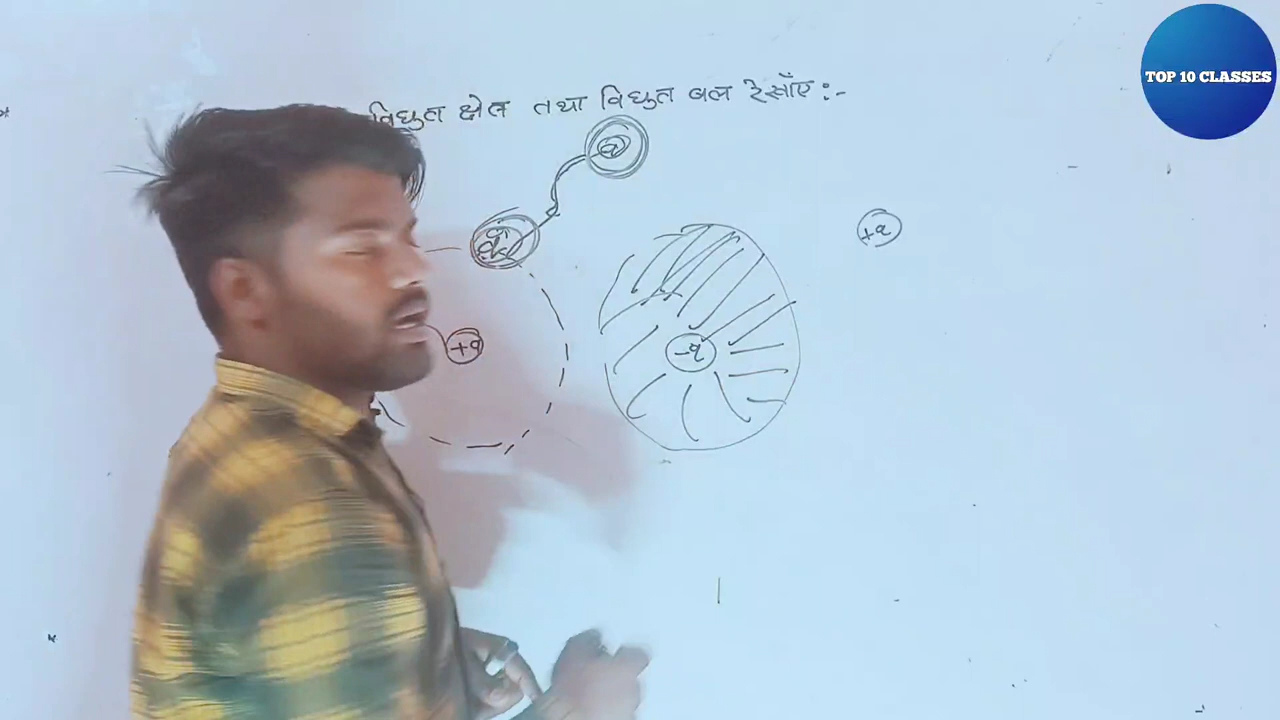 TOP 10 CLASSES
विधुत क्षेत्र तथा विधुत बल रेखाँए :-
+q
+q
-q